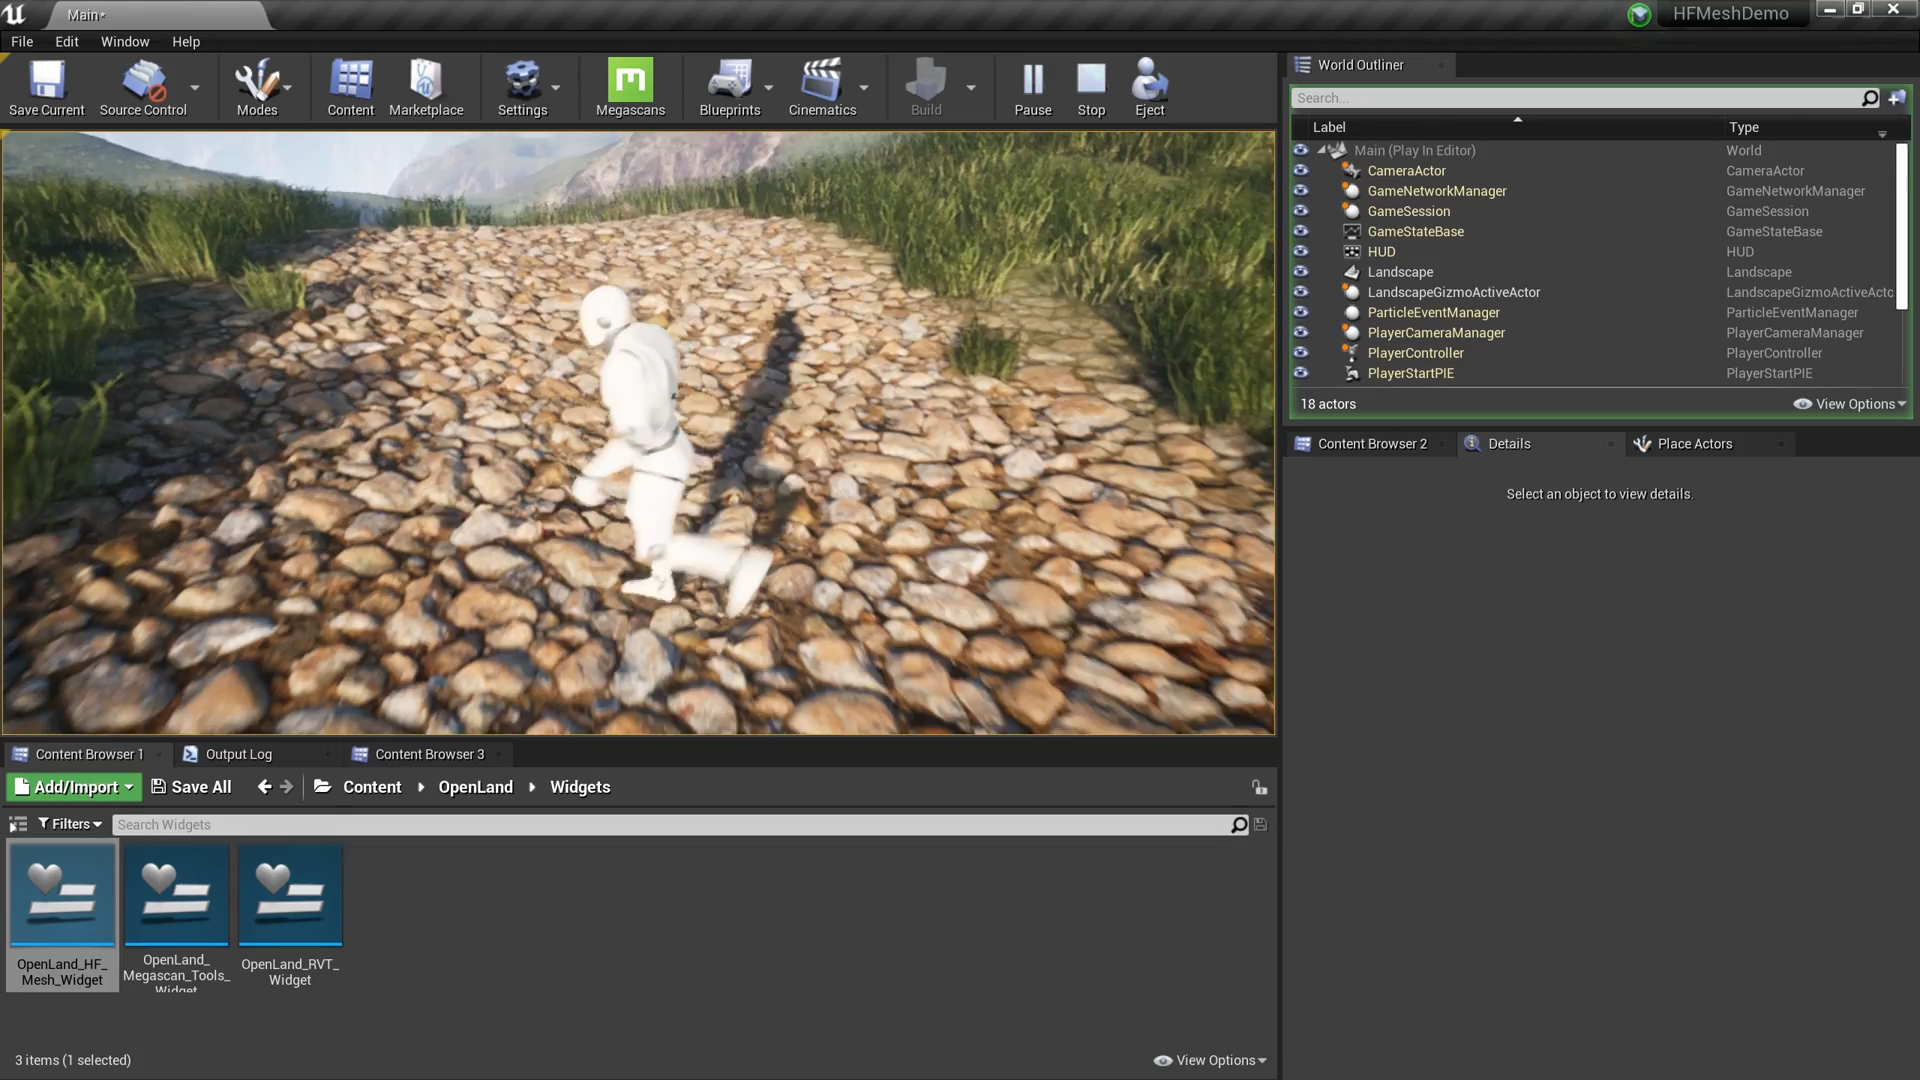 Main*
HFMeshDemo
File Edit Window Help
Save Current Source Control Modes Content Marketplace Settings Megascans Blueprints Cinematics Build Pause Stop Eject
World Outliner
Search...
Label Type
Main (Play In Editor) World
CameraActor CameraActor
GameNetworkManager GameNetworkManager
GameSession GameSession
GameStateBase GameStateBase
HUD HUD
Landscape Landscape
LandscapeGizmoActiveActor LandscapeGizmoActiveActo
ParticleEventManager ParticleEventManager
PlayerCameraManager PlayerCameraManager
PlayerController PlayerController
PlayerStartPIE PlayerStartPIE
18 actors View Options
Content Browser 2 Details Place Actors
Select an object to view details.
Content Browser 1 Output Log Content Browser 3
Add/Import Save All Content OpenLand Widgets
Filters Search Widgets
OpenLand_HF_
Mesh_Widget
OpenLand_
Megascan_Tools_
Widget
OpenLand_RVT_
Widget
3 items (1 selected) View Options